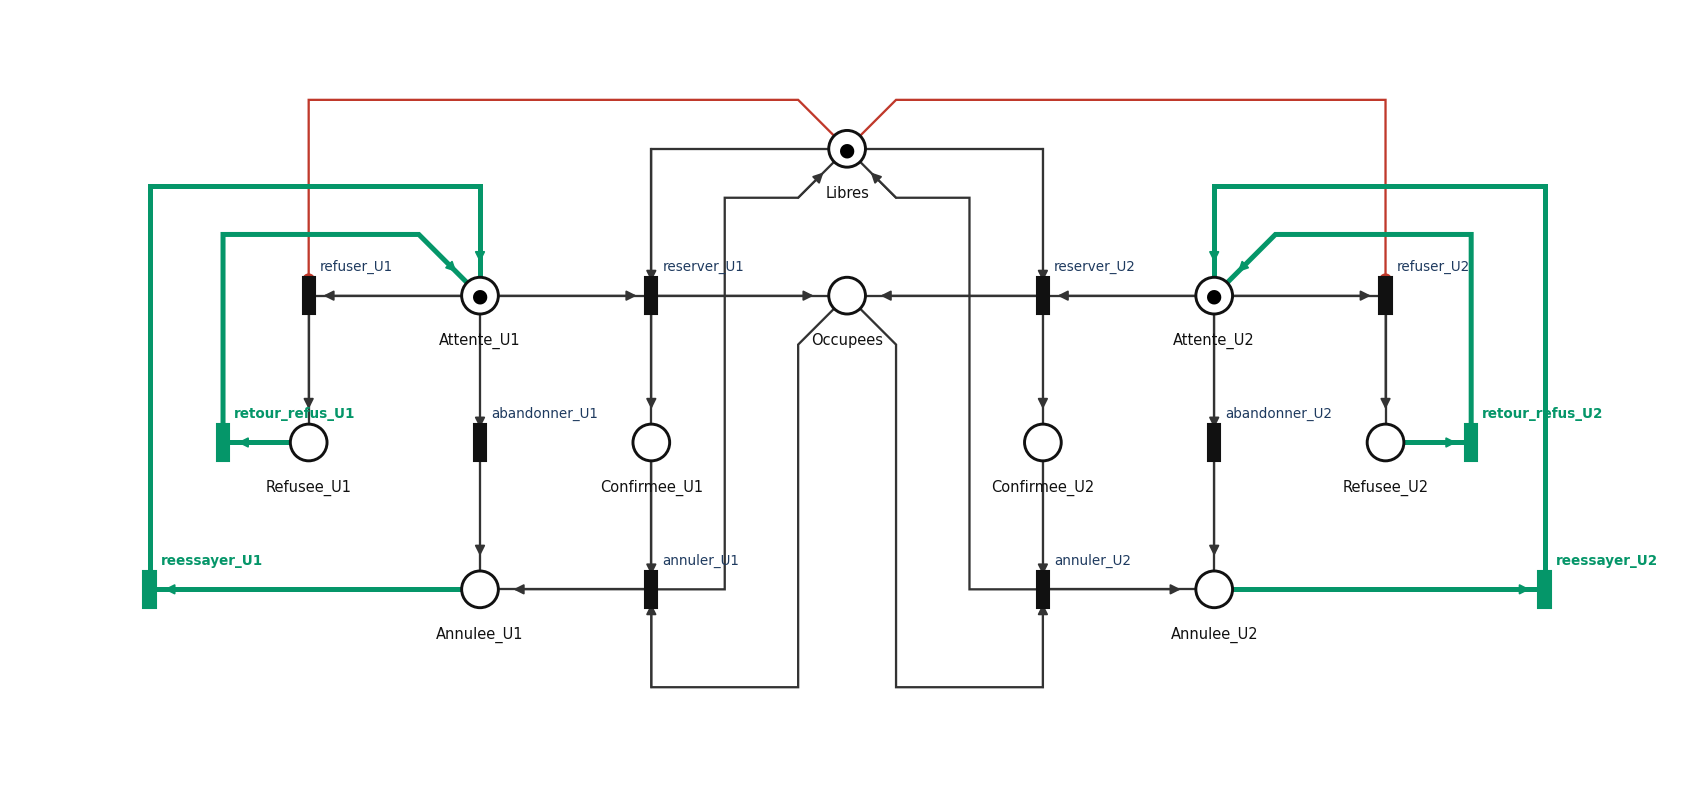 Libres
refuser_U1
reserver_U1
reserver_U2
refuser_U2
Attente_U1
Occupees
Attente_U2
retour_refus_U1
abandonner_U1
abandonner_U2
retour_refus_U2
Refusee_U1
Confirmee_U1
Confirmee_U2
Refusee_U2
reessayer_U1
annuler_U1
annuler_U2
reessayer_U2
Annulee_U1
Annulee_U2